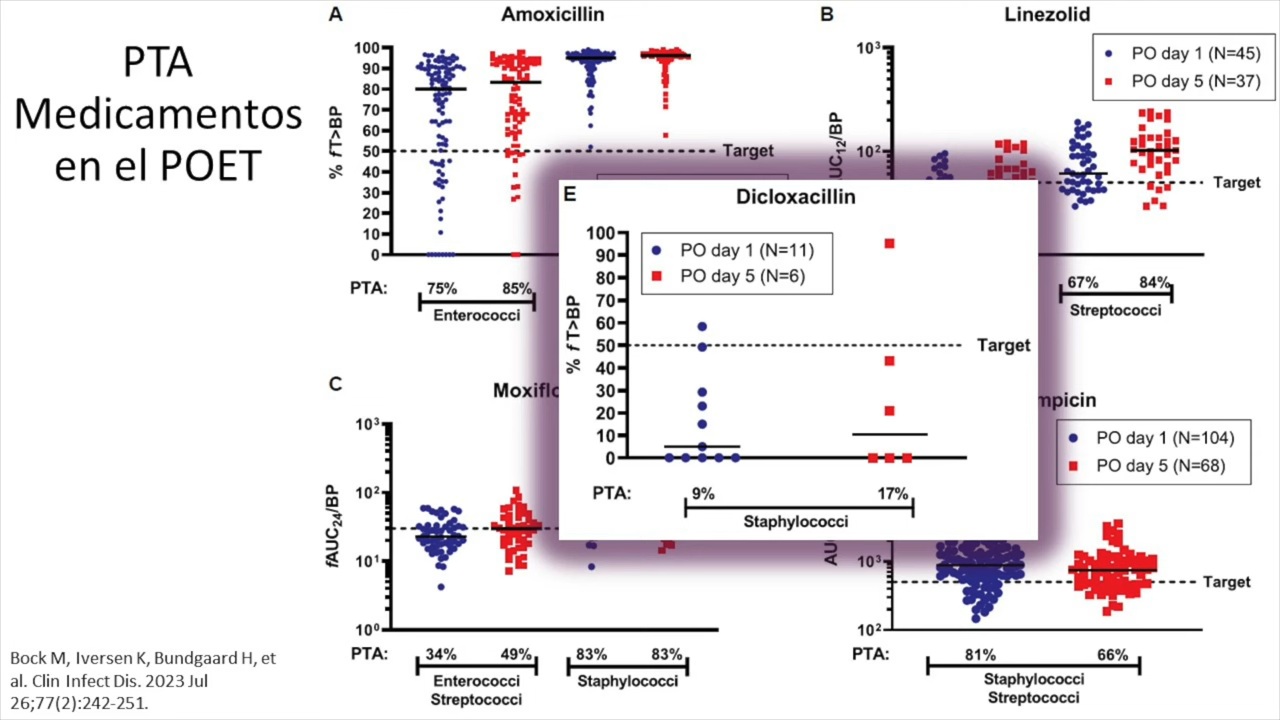 PTA
Medicamentos
en el POET
A
Amoxicillin
% fT>BP
100
90
80
70
60
50
40
30
20
10
0
Target
PTA:
75%
85%
Enterococci
B
Linezolid
UC12/BP
10³
10²
PO day 1 (N=45)
PO day 5 (N=37)
Target
67%
84%
Streptococci
E
Dicloxacillin
% fT>BP
100
90
80
70
60
50
40
30
20
10
0
PO day 1 (N=11)
PO day 5 (N=6)
Target
PTA:
9%
17%
Staphylococci
C
Moxiflo
fAUC24/BP
10³
10²
10¹
10⁰
PTA:
34%
49%
83%
83%
Enterococci
Streptococci
Staphylococci
mpicin
AU
10³
10²
PO day 1 (N=104)
PO day 5 (N=68)
Target
PTA:
81%
66%
Staphylococci
Streptococci
Bock M, Iversen K, Bundgaard H, et
al. Clin Infect Dis. 2023 Jul
26;77(2):242-251.